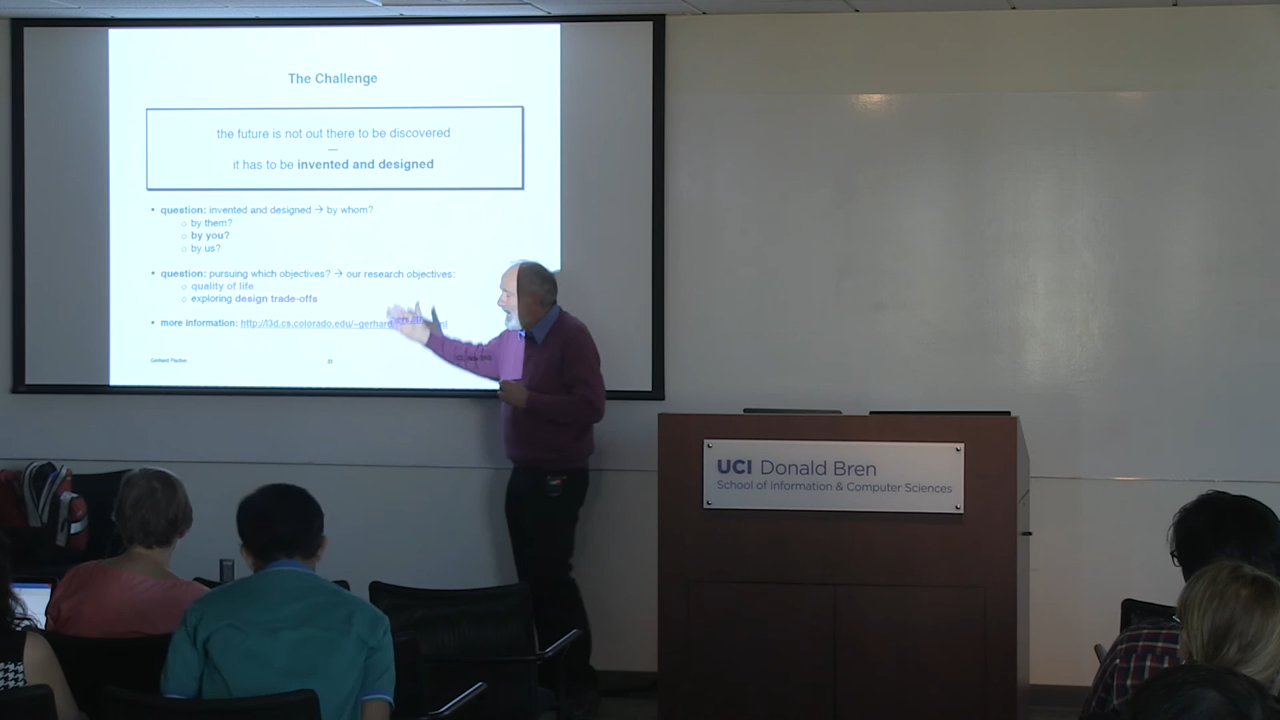 The Challenge
the future is not out there to be discovered
—
it has to be invented and designed
• question: invented and designed → by whom?
○ by them?
○ by you?
○ by us?
• question: pursuing which objectives? → our research objectives:
○ quality of life
○ exploring design trade-offs
• more information: http://l3d.cs.colorado.edu/~gerhard
Gerhard Fischer
UCI Donald Bren
School of Information & Computer Sciences